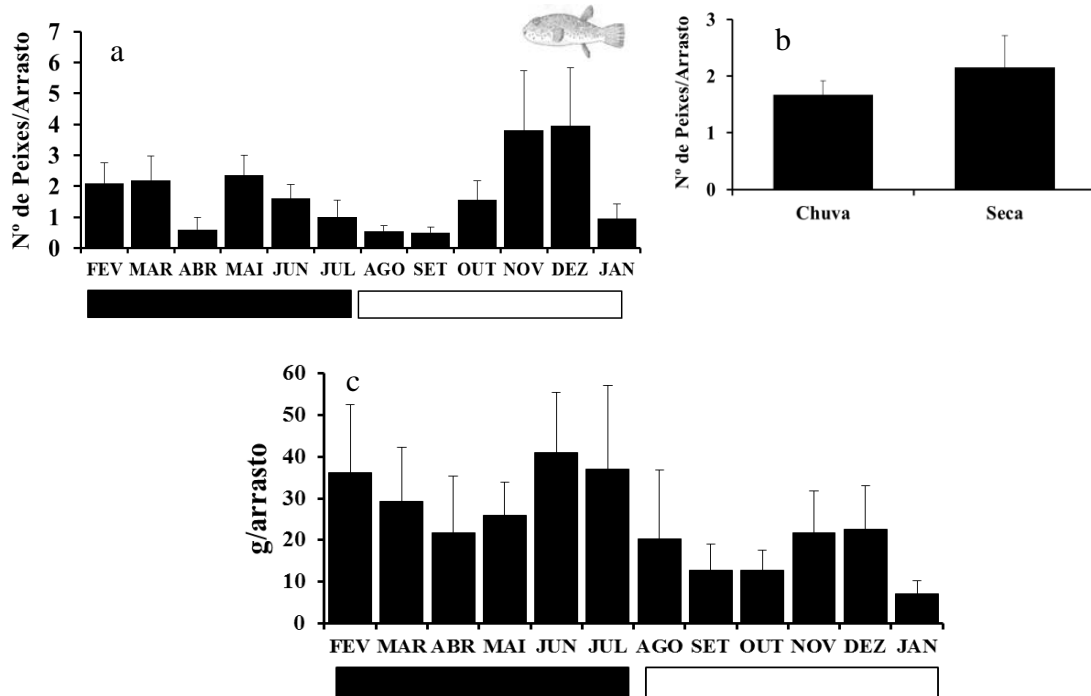 a
Nº de Peixes/Arrasto
7
6
5
4
3
2
1
0
FEV MAR ABR MAI JUN JUL AGO SET OUT NOV DEZ JAN
b
Nº de Peixes/Arrasto
3
2
1
0
Chuva Seca
c
g/arrasto
60
50
40
30
20
10
0
FEV MAR ABR MAI JUN JUL AGO SET OUT NOV DEZ JAN